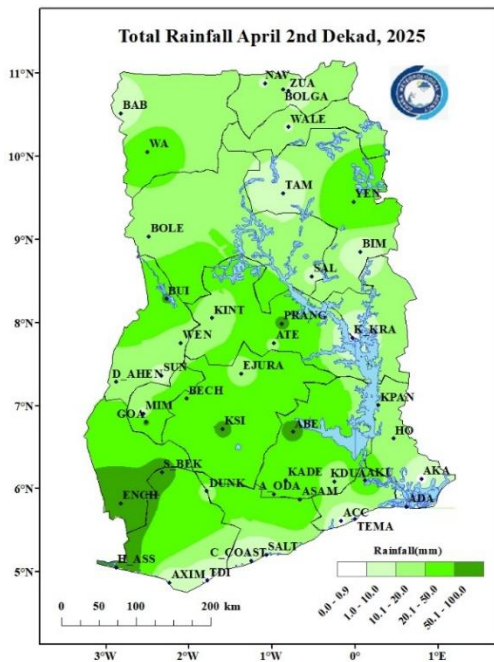 Total Rainfall April 2nd Dekad, 2025
11°N
10°N
9°N
8°N
7°N
6°N
5°N
NAV
ZUA
BOLGA
BAB
WALE
WA
TAM
YEN
BOLE
BIM
SAL
BUI
KINT
PRANG
ATE
K_KRA
WEN
D_AHEN
SUN
EJURA
BECH
KPAN
MIM
GOA
KSI
ABE
HO
S_BEK
DUNK
A_ODA
KADE
KDUA
AKU
AKA
ENCH
ASAM
ADA
ACC
TEMA
H_ASS
C_COAST
SALT
AXIM
TDI
Rainfall(mm)
0.0 - 0.9
1.0 - 10.0
10.1 - 20.0
20.1 - 50.0
50.1 - 100.0
0 50 100 200 km
3°W 2°W 1°W 0° 1°E